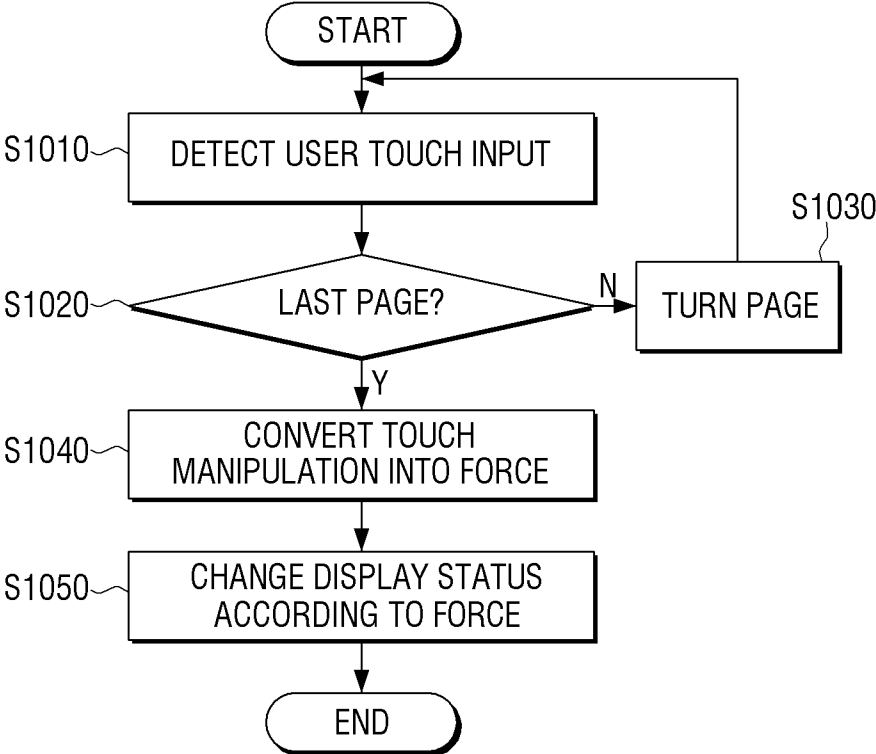 START
S1010
DETECT USER TOUCH INPUT
S1030
S1020
LAST PAGE?
N
TURN PAGE
Y
S1040
CONVERT TOUCH
MANIPULATION INTO FORCE
S1050
CHANGE DISPLAY STATUS
ACCORDING TO FORCE
END